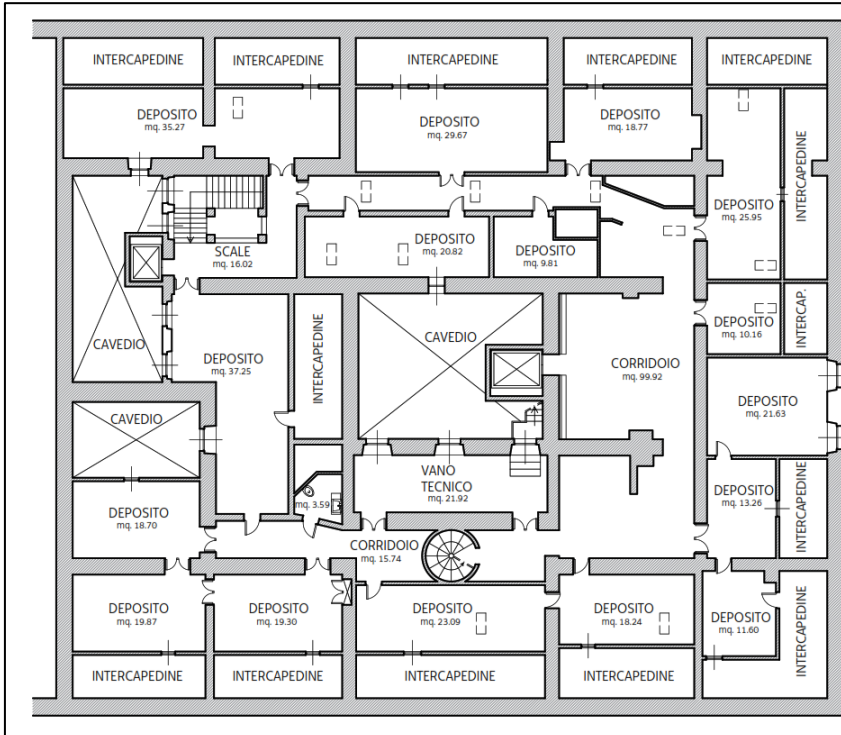 INTERCAPEDINE
INTERCAPEDINE
INTERCAPEDINE
INTERCAPEDINE
INTERCAPEDINE
DEPOSITO
mq. 35.27
DEPOSITO
mq. 29.67
DEPOSITO
mq. 18.77
INTERCAPEDINE
DEPOSITO
mq. 25.95
DEPOSITO
mq. 20.82
DEPOSITO
mq. 9.81
SCALE
mq. 16.02
CAVEDIO
DEPOSITO
mq. 37.25
INTERCAPEDINE
CAVEDIO
CORRIDOIO
mq. 99.92
DEPOSITO
mq. 10.16
INTERCAP.
DEPOSITO
mq. 21.63
CAVEDIO
VANO
TECNICO
mq. 21.92
mq. 3.59
DEPOSITO
mq. 18.70
DEPOSITO
mq. 13.26
INTERCAPEDINE
CORRIDOIO
mq. 15.74
DEPOSITO
mq. 19.87
DEPOSITO
mq. 19.30
DEPOSITO
mq. 23.09
DEPOSITO
mq. 18.24
DEPOSITO
mq. 11.60
INTERCAPEDINE
INTERCAPEDINE
INTERCAPEDINE
INTERCAPEDINE
INTERCAPEDINE